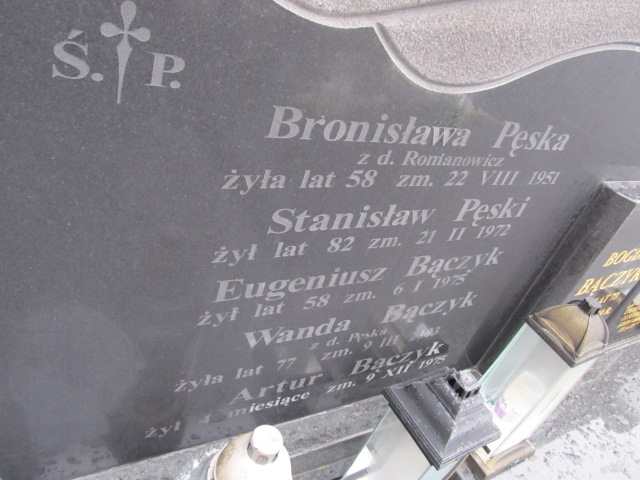 Ś. P.
Bronisława Pęska
z d. Romanowicz
żyła lat 58 zm. 22 VIII 1951
Stanisław Pęski
żył lat 82 zm. 21 II 1972
Eugeniusz Bączyk
żył lat 58 zm. 6 I 1975
Wanda Bączyk
z d. Pęska
żyła lat 77 zm. 9 III
Artur Bączyk
żył miesiące zm. 9 XII 1975